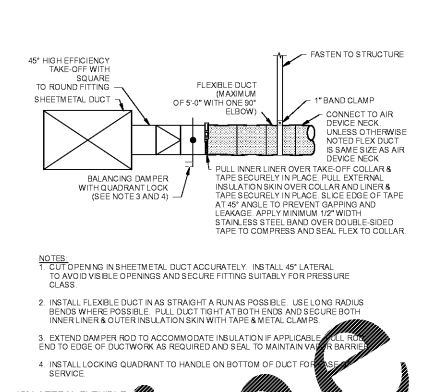 45° HIGH EFFICIENCY
TAKE-OFF WITH
SQUARE
TO ROUND FITTING
SHEETMETAL DUCT
FLEXIBLE DUCT
(MAXIMUM
OF 5'-0" WITH ONE 90°
ELBOW)
FASTEN TO STRUCTURE
1" BAND CLAMP
CONNECT TO AIR
DEVICE NECK.
UNLESS OTHERWISE
NOTED FLEX DUCT
IS SAME SIZE AS AIR
DEVICE NECK
BALANCING DAMPER
WITH QUADRANT LOCK
(SEE NOTE 3 AND 4)
PULL INNER LINER OVER TAKE-OFF COLLAR &
TAPE SECURELY IN PLACE. PULL EXTERNAL
INSULATION SKIN OVER COLLAR AND LINER &
TAPE SECURELY IN PLACE. SLICE EDGE OF TAPE
AT 45° ANGLE TO PREVENT GAPPING AND
LEAKAGE. APPLY MINIMUM 1/2" WIDTH
STAINLESS STEEL BAND OVER DOUBLE-SIDED
TAPE TO COMPRESS AND SEAL FLEX TO COLLAR.
NOTES:
1. CUT OPENING IN SHEETMETAL DUCT ACCURATELY. INSTALL 45° LATERAL
TO AVOID VISIBLE OPENINGS AND SECURE FITTING SUITABLY FOR PRESSURE
CLASS.
2. INSTALL FLEXIBLE DUCT IN AS STRAIGHT A RUN AS POSSIBLE. USE LONG RADIUS
BENDS WHERE POSSIBLE. PULL DUCT TIGHT AT BOTH ENDS AND SECURE BOTH
INNER LINER & OUTER INSULATION SKIN WITH TAPE & METAL CLAMPS.
3. EXTEND DAMPER ROD TO ACCOMMODATE INSULATION IF APPLICABLE. PULL ROD
END TO EDGE OF DUCTWORK AS REQUIRED AND SEAL TO MAINTAIN VAPOR BARRIER
4. INSTALL LOCKING QUADRANT TO HANDLE ON BOTTOM OF DUCT FOR EASE
SERVICE.